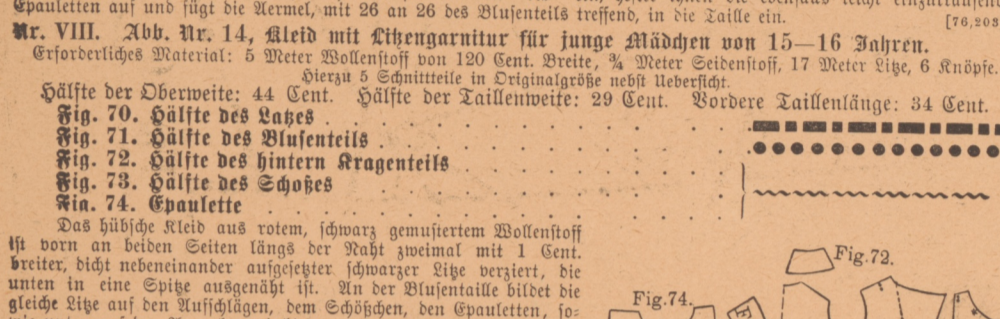 Epauletten auf und fügt die Aermel, mit 26 an 26 des Blusenteils treffend, in die Taille ein.
[76,203
Nr. VIII. Abb. Nr. 14, Kleid mit Litzengarnitur für junge Mädchen von 15—16 Jahren.
Erforderliches Material: 5 Meter Wollenstoff von 120 Cent. Breite, ¾ Meter Seidenstoff, 17 Meter Litze, 6 Knöpfe.
Hierzu 5 Schnittteile in Originalgröße nebst Uebersicht.
Hälfte der Oberweite: 44 Cent. Hälfte der Taillenweite: 29 Cent. Vordere Taillenlänge: 34 Cent.
Fig. 70. Hälfte des Latzes
Fig. 71. Hälfte des Blusenteils
Fig. 72. Hälfte des hintern Kragenteils
Fig. 73. Hälfte des Schoßes
Fig. 74. Epaulette
Das hübsche Kleid aus rotem, schwarz gemustertem Wollenstoff
ist vorn an beiden Seiten längs der Naht zweimal mit 1 Cent.
breiter, dicht nebeneinander aufgesetzter schwarzer Litze verziert, die
unten in eine Spitze ausgenäht ist. An der Blusentaille bildet die
gleiche Litze auf den Aufschlägen, dem Schößchen, den Epauletten, so=
Fig.72.
Fig.74.